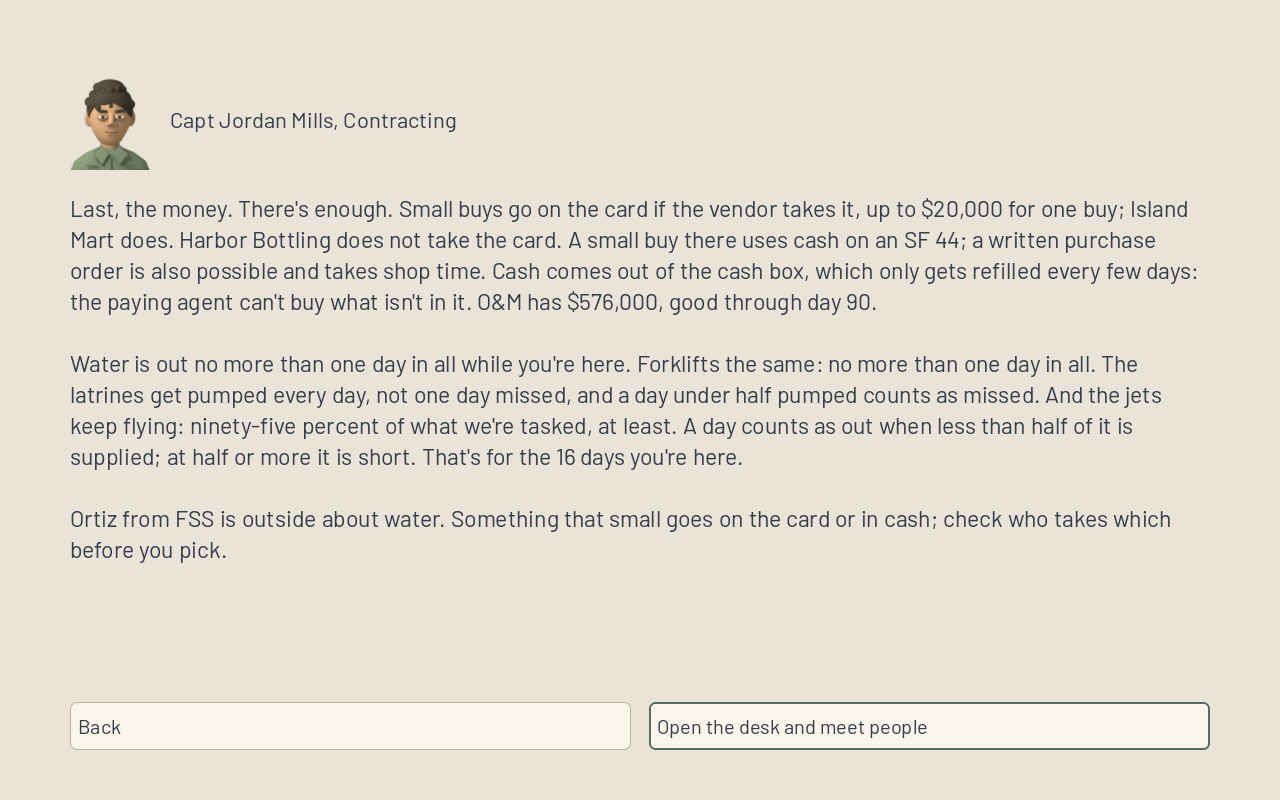 Capt Jordan Mills, Contracting
Last, the money. There's enough. Small buys go on the card if the vendor takes it, up to $20,000 for one buy; Island
Mart does. Harbor Bottling does not take the card. A small buy there uses cash on an SF 44; a written purchase
order is also possible and takes shop time. Cash comes out of the cash box, which only gets refilled every few days:
the paying agent can't buy what isn't in it. O&M has $576,000, good through day 90.
Water is out no more than one day in all while you're here. Forklifts the same: no more than one day in all. The
latrines get pumped every day, not one day missed, and a day under half pumped counts as missed. And the jets
keep flying: ninety-five percent of what we're tasked, at least. A day counts as out when less than half of it is
supplied; at half or more it is short. That's for the 16 days you're here.
Ortiz from FSS is outside about water. Something that small goes on the card or in cash; check who takes which
before you pick.
Back
Open the desk and meet people